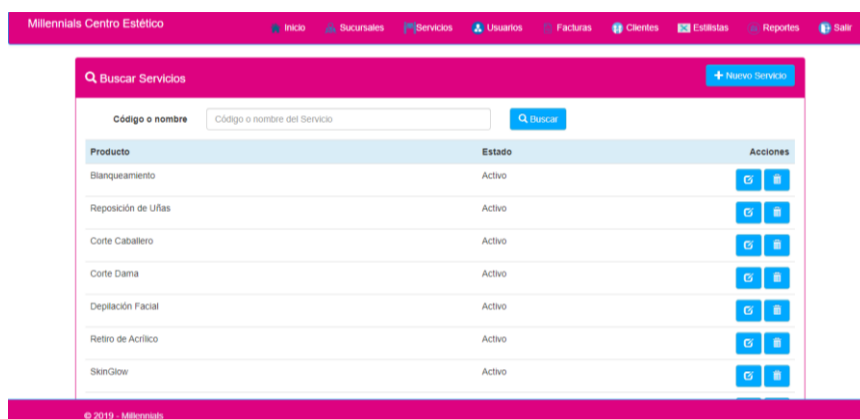 Millennials Centro Estético Inicio Sucursales Servicios Usuarios Facturas Clientes Estilistas Reportes Salir
Buscar Servicios + Nuevo Servicio
Código o nombre Código o nombre del Servicio Buscar
Producto Estado Acciones
Blanqueamiento Activo
Reposición de Uñas Activo
Corte Caballero Activo
Corte Dama Activo
Depilación Facial Activo
Retiro de Acrílico Activo
SkinGlow Activo
© 2019 - Millennials